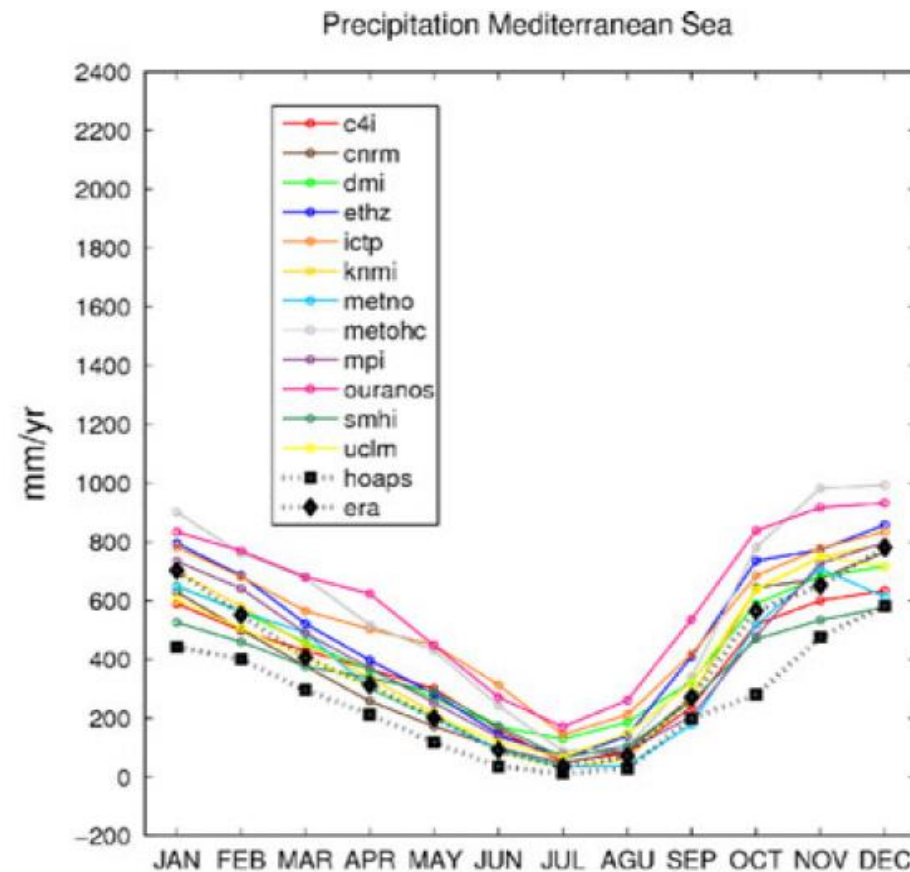 Precipitation Mediterranean Sea
2400
2200
2000
1800
1600
1400
1200
1000
800
600
400
200
0
−200
mm/yr
c4i
cnrm
dmi
ethz
ictp
knmi
metno
metohc
mpi
ouranos
smhi
uclm
hoaps
era
JAN FEB MAR APR MAY JUN JUL AGU SEP OCT NOV DEC